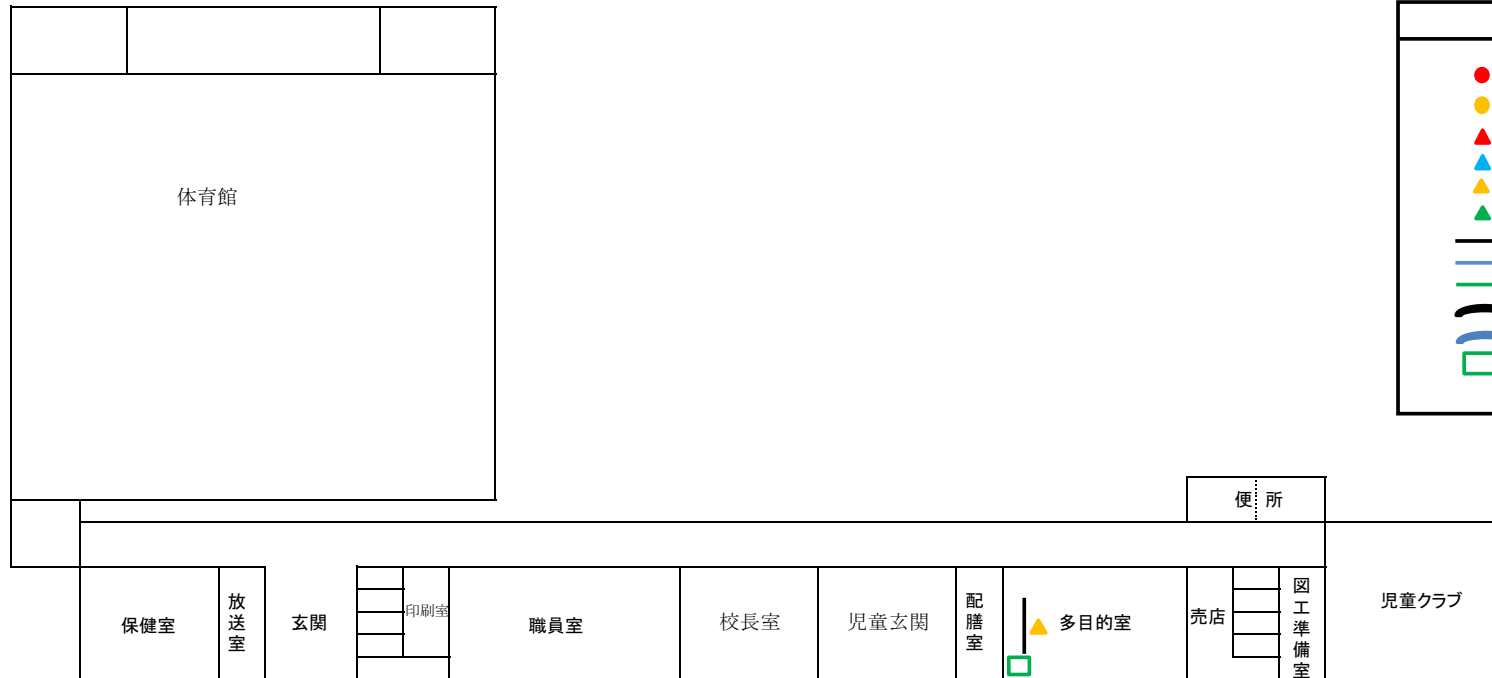 体育館
便所
保健室
放送室
玄関
印刷室
職員室
校長室
児童玄関
配膳室
多目的室
売店
図工準備室
児童クラブ